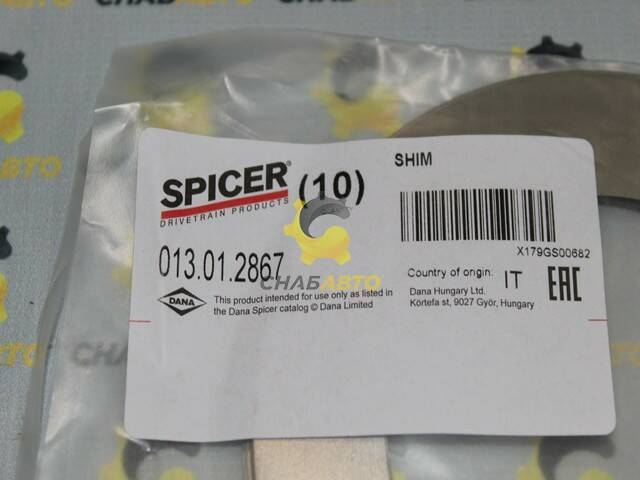 СНАБАВТО
SPICER® (10)
DRIVETRAIN PRODUCTS
SHIM
X179GS00682
013.01.2867
СНАБАВТО
DANA
This product intended for use only as listed in
the Dana Spicer catalog © Dana Limited
Country of origin: IT
EAC
Dana Hungary Ltd.
Körtefa st, 9027 Győr, Hungary